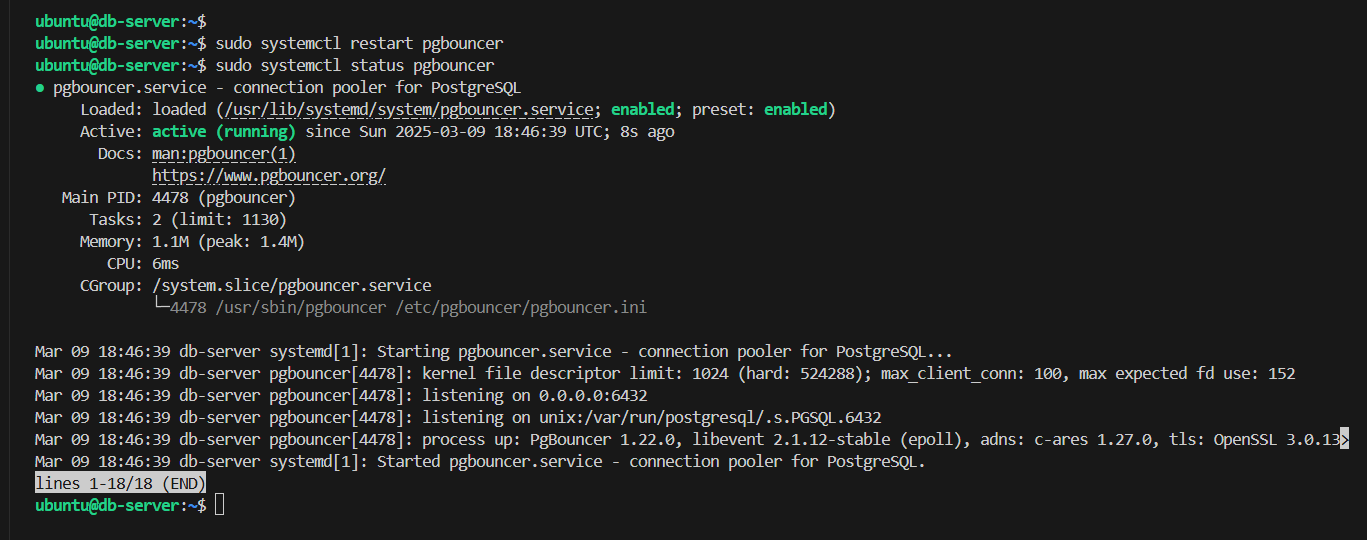 ubuntu@db-server:~$
ubuntu@db-server:~$ sudo systemctl restart pgbouncer
ubuntu@db-server:~$ sudo systemctl status pgbouncer
● pgbouncer.service - connection pooler for PostgreSQL
Loaded: loaded (/usr/lib/systemd/system/pgbouncer.service; enabled; preset: enabled)
Active: active (running) since Sun 2025-03-09 18:46:39 UTC; 8s ago
Docs: man:pgbouncer(1)
https://www.pgbouncer.org/
Main PID: 4478 (pgbouncer)
Tasks: 2 (limit: 1130)
Memory: 1.1M (peak: 1.4M)
CPU: 6ms
CGroup: /system.slice/pgbouncer.service
└─4478 /usr/sbin/pgbouncer /etc/pgbouncer/pgbouncer.ini
Mar 09 18:46:39 db-server systemd[1]: Starting pgbouncer.service - connection pooler for PostgreSQL...
Mar 09 18:46:39 db-server pgbouncer[4478]: kernel file descriptor limit: 1024 (hard: 524288); max_client_conn: 100, max expected fd use: 152
Mar 09 18:46:39 db-server pgbouncer[4478]: listening on 0.0.0.0:6432
Mar 09 18:46:39 db-server pgbouncer[4478]: listening on unix:/var/run/postgresql/.s.PGSQL.6432
Mar 09 18:46:39 db-server pgbouncer[4478]: process up: PgBouncer 1.22.0, libevent 2.1.12-stable (epoll), adns: c-ares 1.27.0, tls: OpenSSL 3.0.13>
Mar 09 18:46:39 db-server systemd[1]: Started pgbouncer.service - connection pooler for PostgreSQL.
lines 1-18/18 (END)
ubuntu@db-server:~$